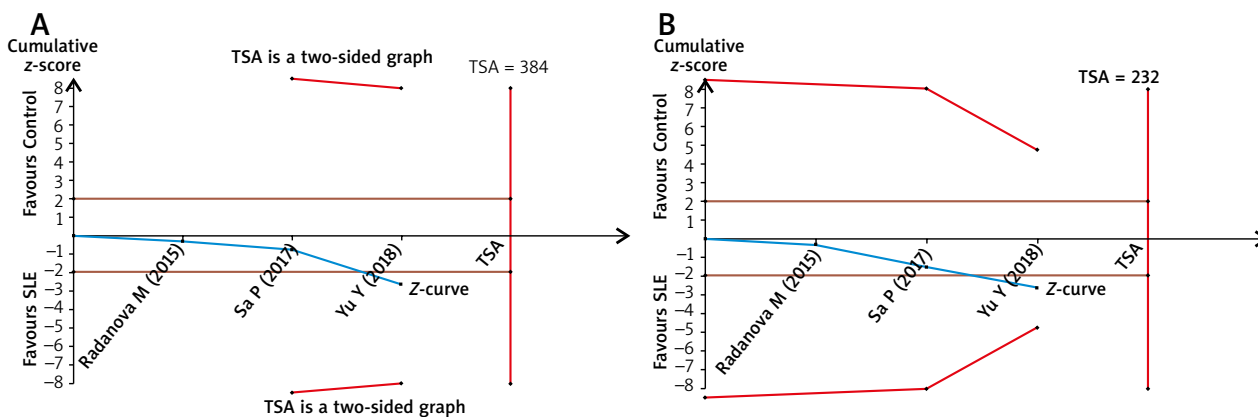 A
Cumulative
z-score
TSA is a two-sided graph
TSA = 384
8
7
6
5
4
3
2
1
–1
–2
–3
–4
–5
–6
–7
–8
Favours Control
Favours SLE
Radanova M (2015)
Sa P (2017)
Yu Y (2018)
TSA
Z-curve
TSA is a two-sided graph
B
Cumulative
z-score
TSA = 232
8
7
6
5
4
3
2
1
–1
–2
–3
–4
–5
–6
–7
–8
Favours Control
Favours SLE
Radanova M (2015)
Sa P (2017)
Yu Y (2018)
TSA
Z-curve